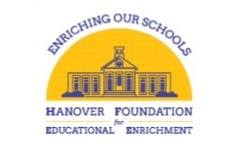 ENRICHING OUR SCHOOLS
HANOVER FOUNDATION
for
EDUCATIONAL ENRICHMENT